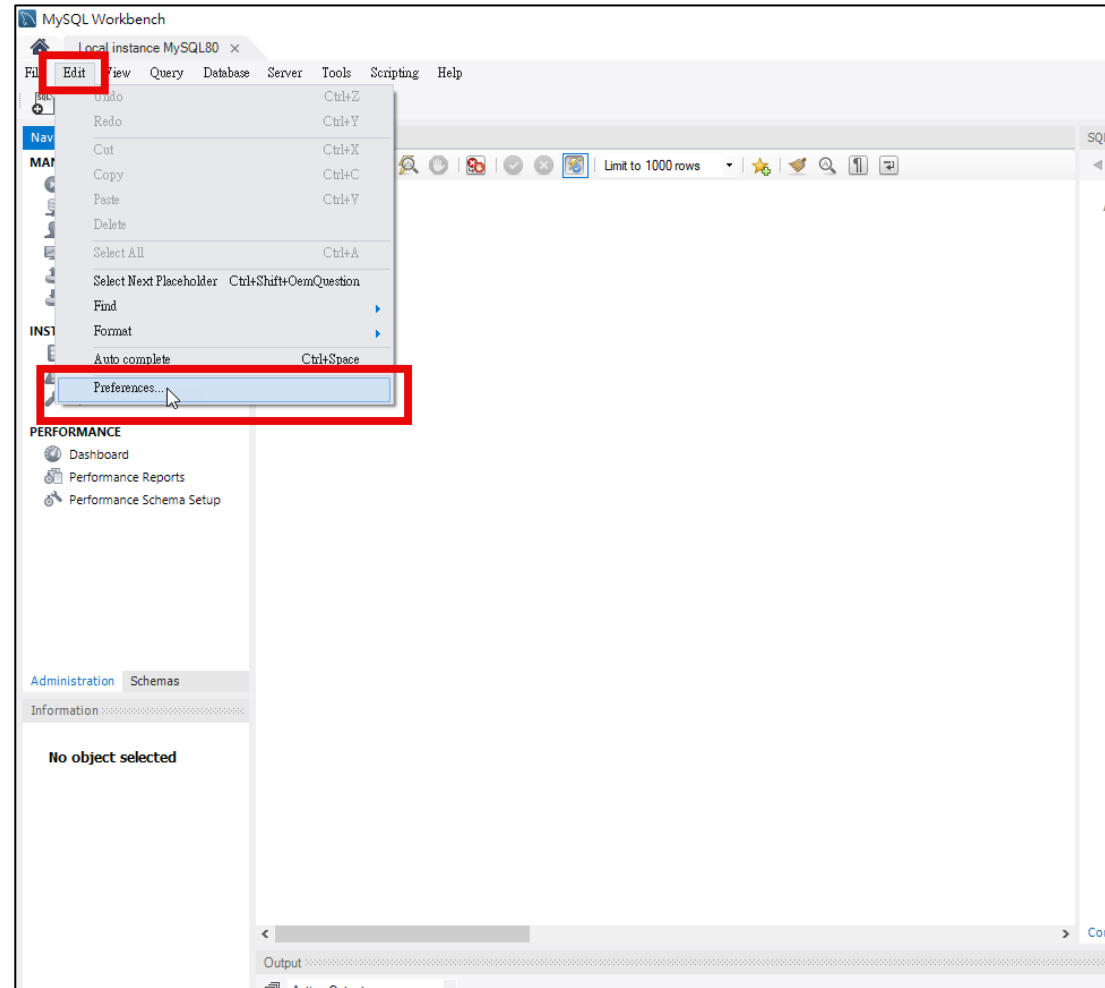 MySQL Workbench
Local instance MySQL80
Edit View Query Database Server Tools Scripting Help
Undo Ctrl+Z
Redo Ctrl+Y
Cut Ctrl+X
Copy Ctrl+C
Paste Ctrl+V
Delete
Select All Ctrl+A
Select Next Placeholder Ctrl+Shift+OemQuestion
Find
Format
Auto complete Ctrl+Space
Preferences...
Limit to 1000 rows
PERFORMANCE
Dashboard
Performance Reports
Performance Schema Setup
Administration Schemas
Information
No object selected
Output